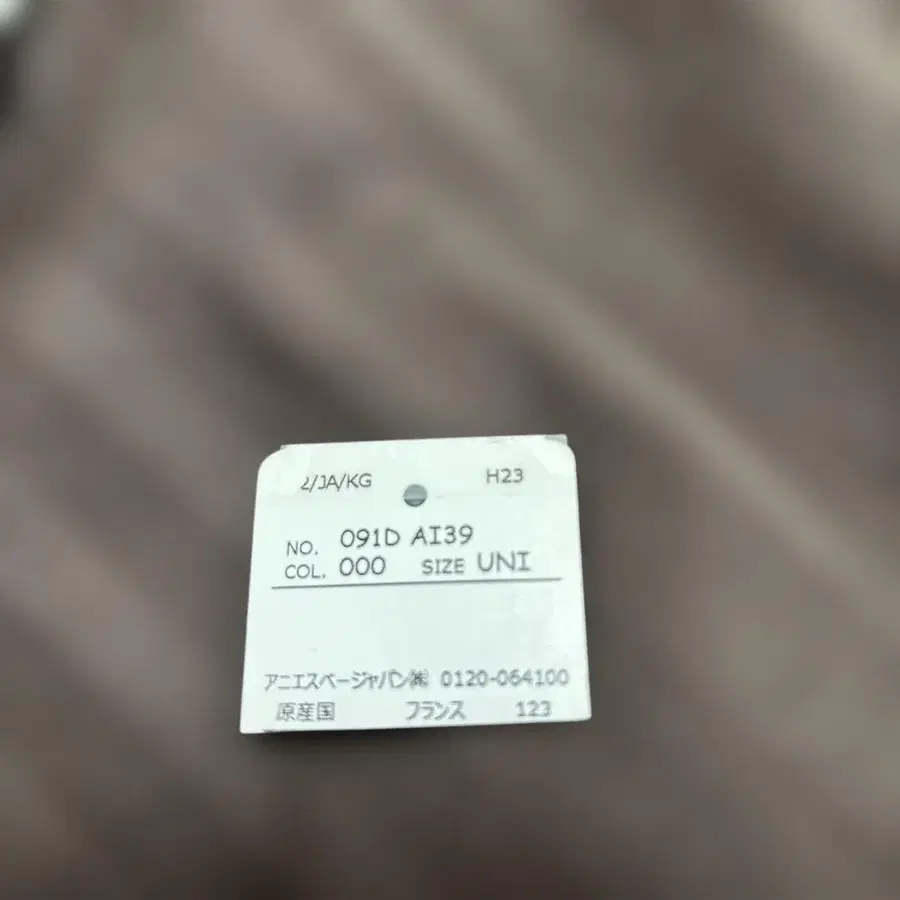 2/JA/KG H23
NO. 091D AI39
COL. 000 SIZE UNI
アニエスベージャパン㈱ 0120-064100
原産国 フランス 123